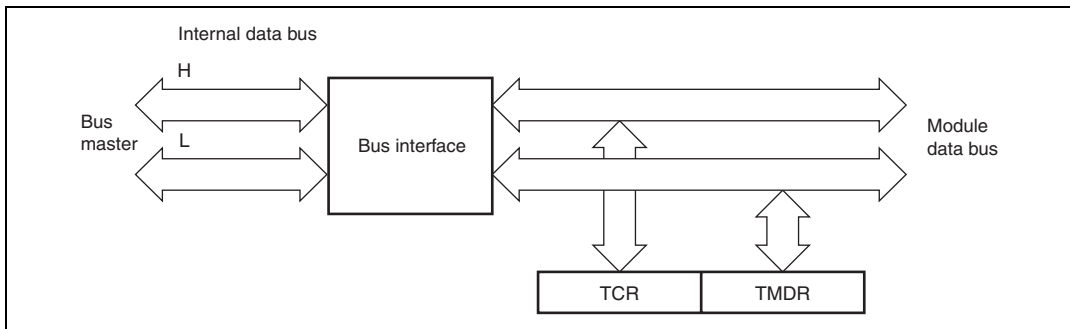 Internal data bus
H
Bus
master
L
Bus interface
Module
data bus
TCR
TMDR